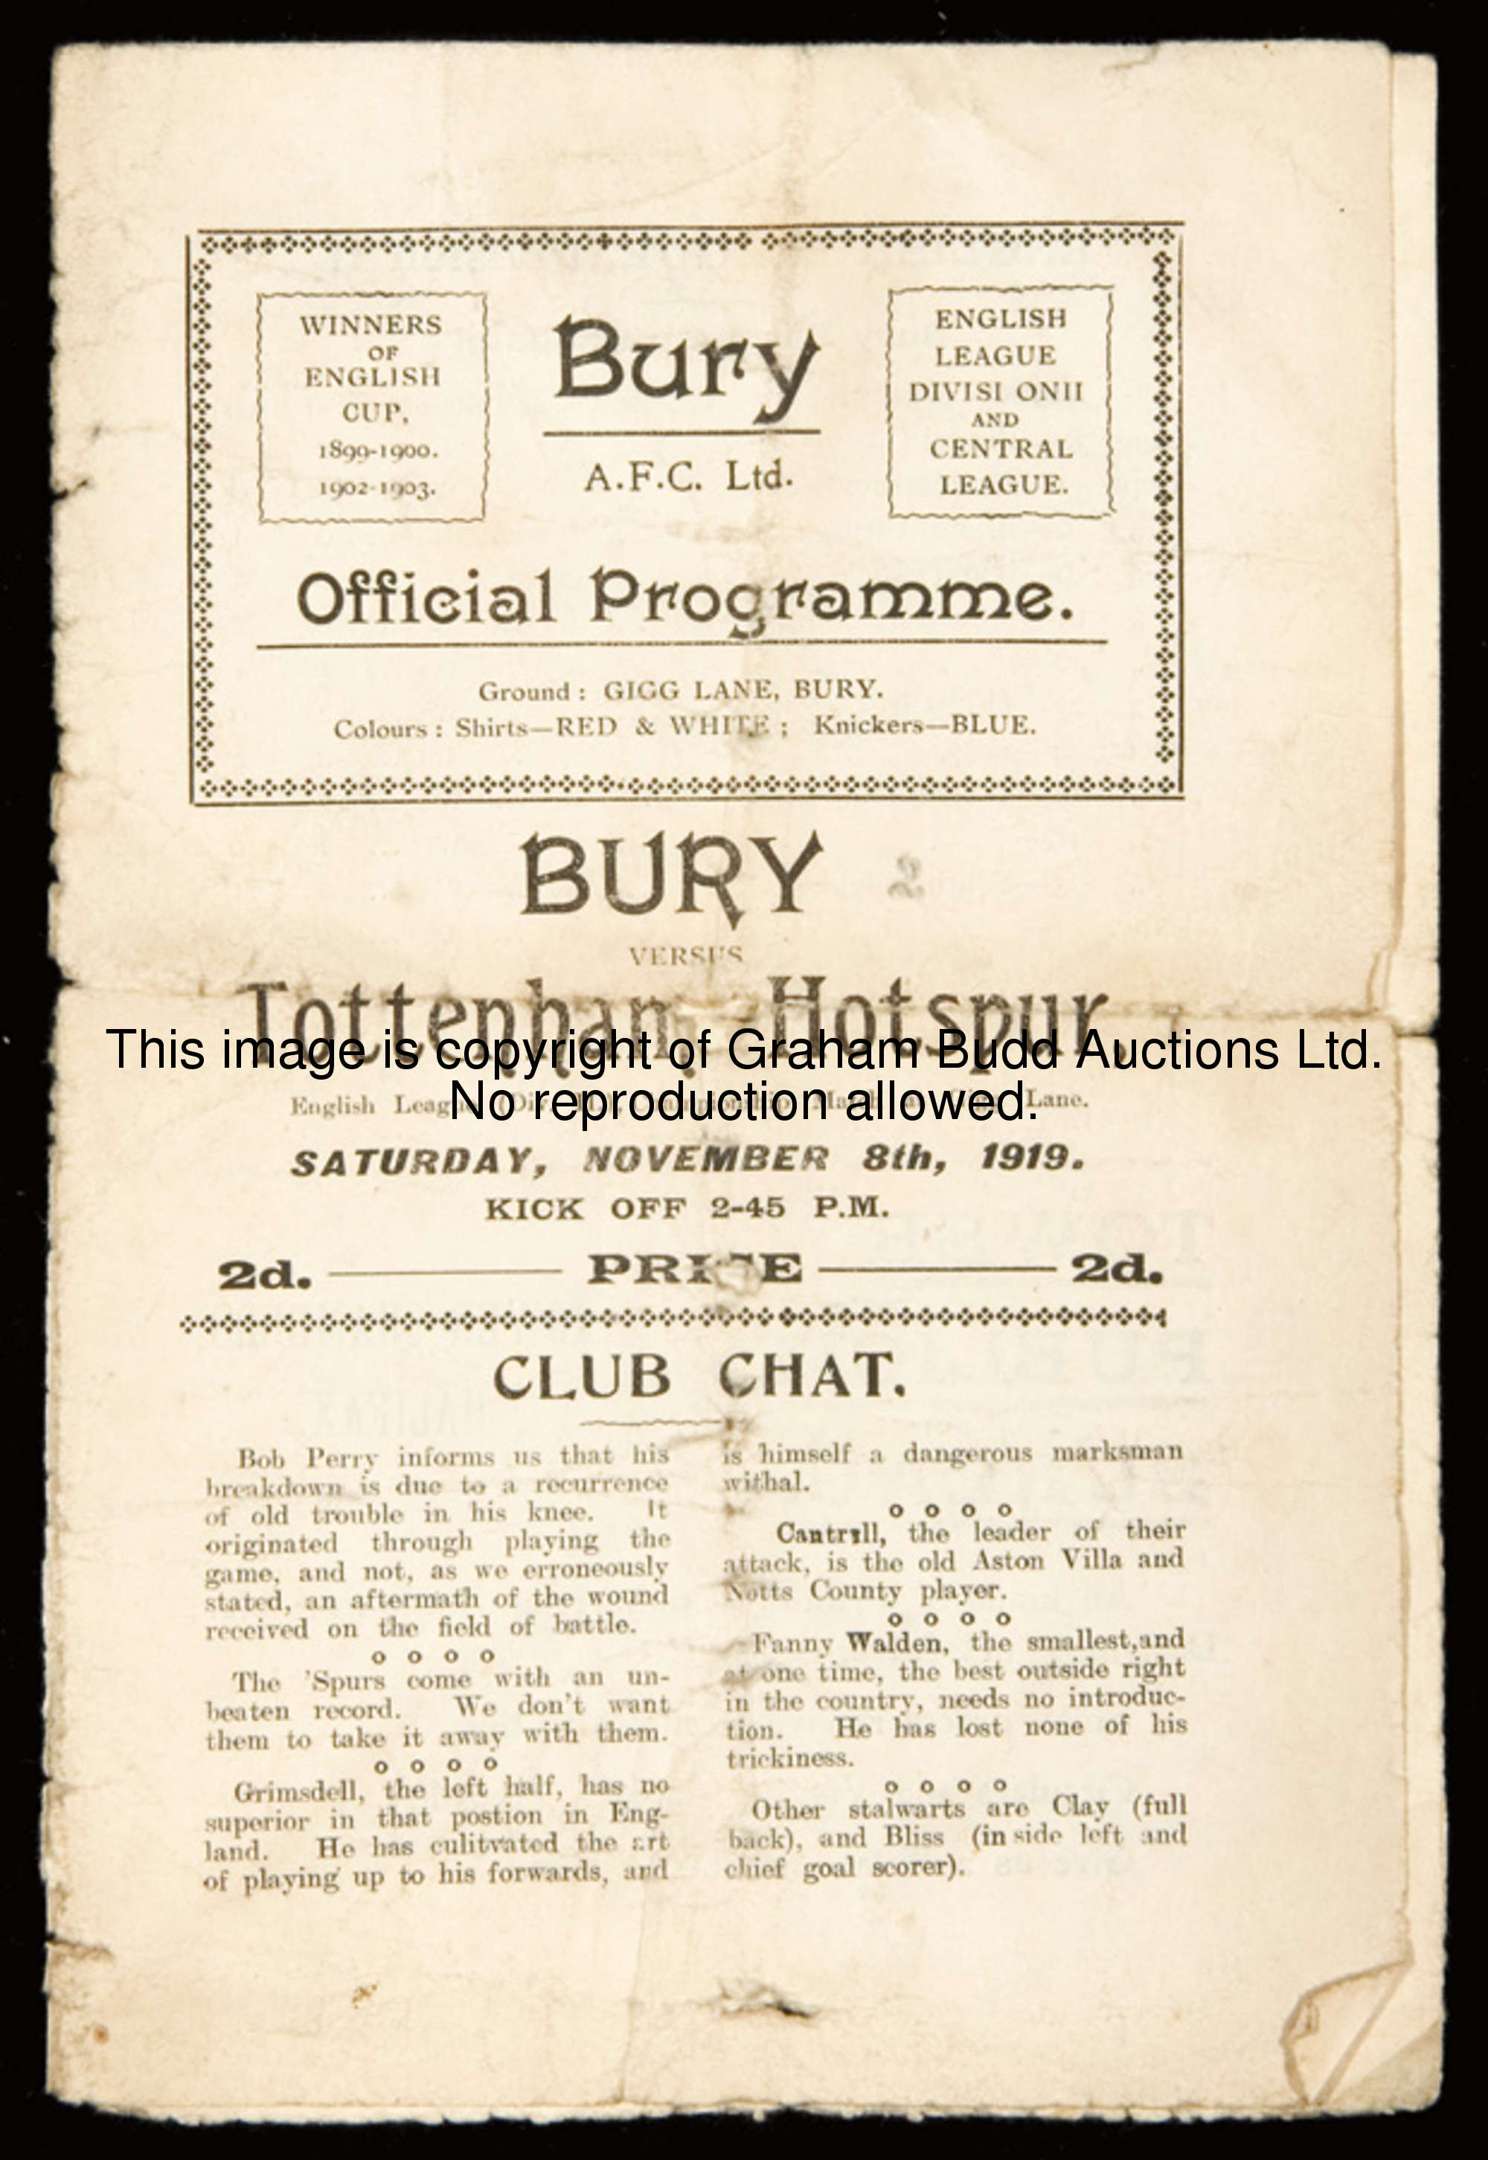 WINNERS
OF
ENGLISH
CUP,
1899-1900.
1902-1903.
Bury
A.F.C. Ltd.
ENGLISH
LEAGUE
DIVISI ONII
AND
CENTRAL
LEAGUE.
Official Programme.
Ground : GIGG LANE, BURY.
Colours : Shirts—RED & WHITE ; Knickers—BLUE.
BURY
VERSUS
Tottenham Hotspur.
This image is copyright of Graham Budd Auctions Ltd.
No reproduction allowed.
English League (Div. Match Lane.
SATURDAY, NOVEMBER 8th, 1919.
KICK OFF 2-45 P.M.
2d. PRICE 2d.
CLUB CHAT.
Bob Perry informs us that his
breakdown is due to a recurrence
of old trouble in his knee. It
originated through playing the
game, and not, as we erroneously
stated, an aftermath of the wound
received on the field of battle.
o o o o
The 'Spurs come with an un-
beaten record. We don't want
them to take it away with them.
o o o o
Grimsdell, the left half, has no
superior in that postion in Eng-
land. He has culitvated the art
of playing up to his forwards, and
is himself a dangerous marksman
withal.
o o o o
Cantrell, the leader of their
attack, is the old Aston Villa and
Notts County player.
o o o o
Fanny Walden, the smallest,and
at one time, the best outside right
in the country, needs no introduc-
tion. He has lost none of his
trickiness.
o o o o
Other stalwarts are Clay (full
back), and Bliss (in side left and
chief goal scorer).